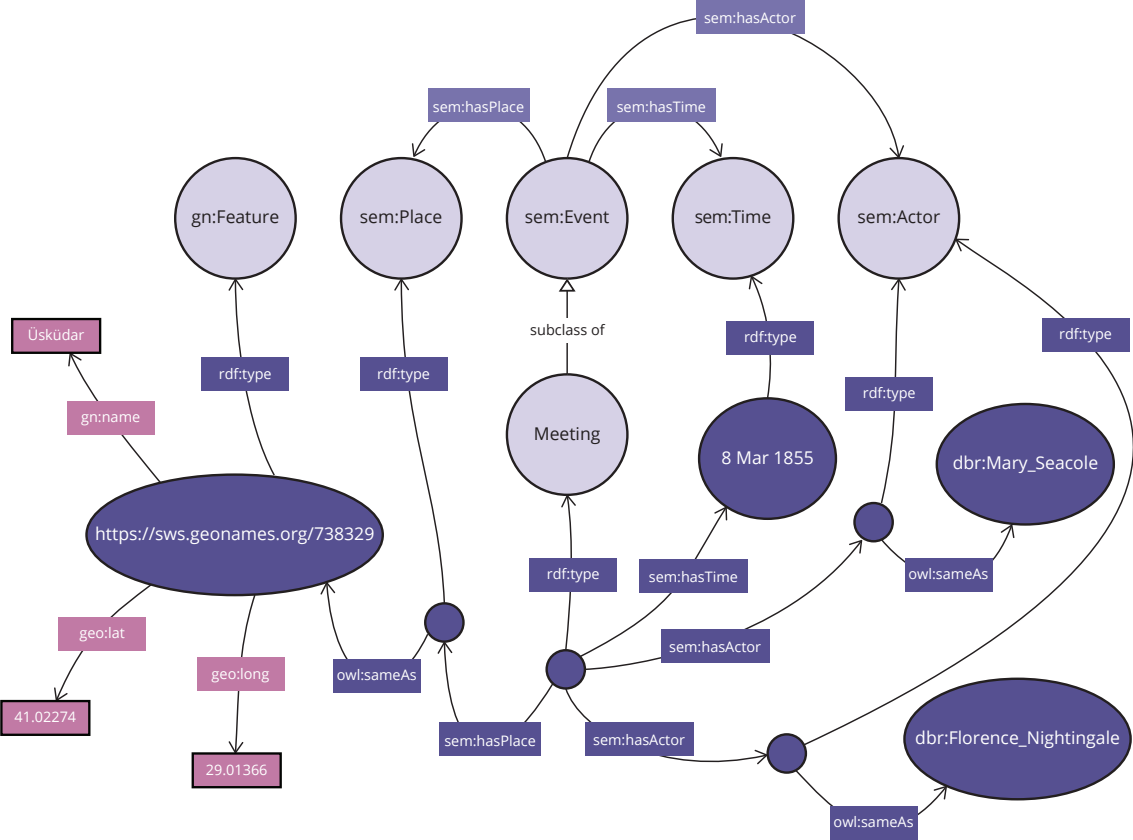 sem:hasActor
sem:hasPlace
sem:hasTime
gn:Feature
sem:Place
sem:Event
sem:Time
sem:Actor
Üsküdar
subclass of
rdf:type
rdf:type
rdf:type
rdf:type
rdf:type
gn:name
Meeting
8 Mar 1855
dbr:Mary_Seacole
https://sws.geonames.org/738329
rdf:type
sem:hasTime
owl:sameAs
geo:lat
sem:hasActor
geo:long
owl:sameAs
41.02274
sem:hasPlace
sem:hasActor
dbr:Florence_Nightingale
29.01366
owl:sameAs